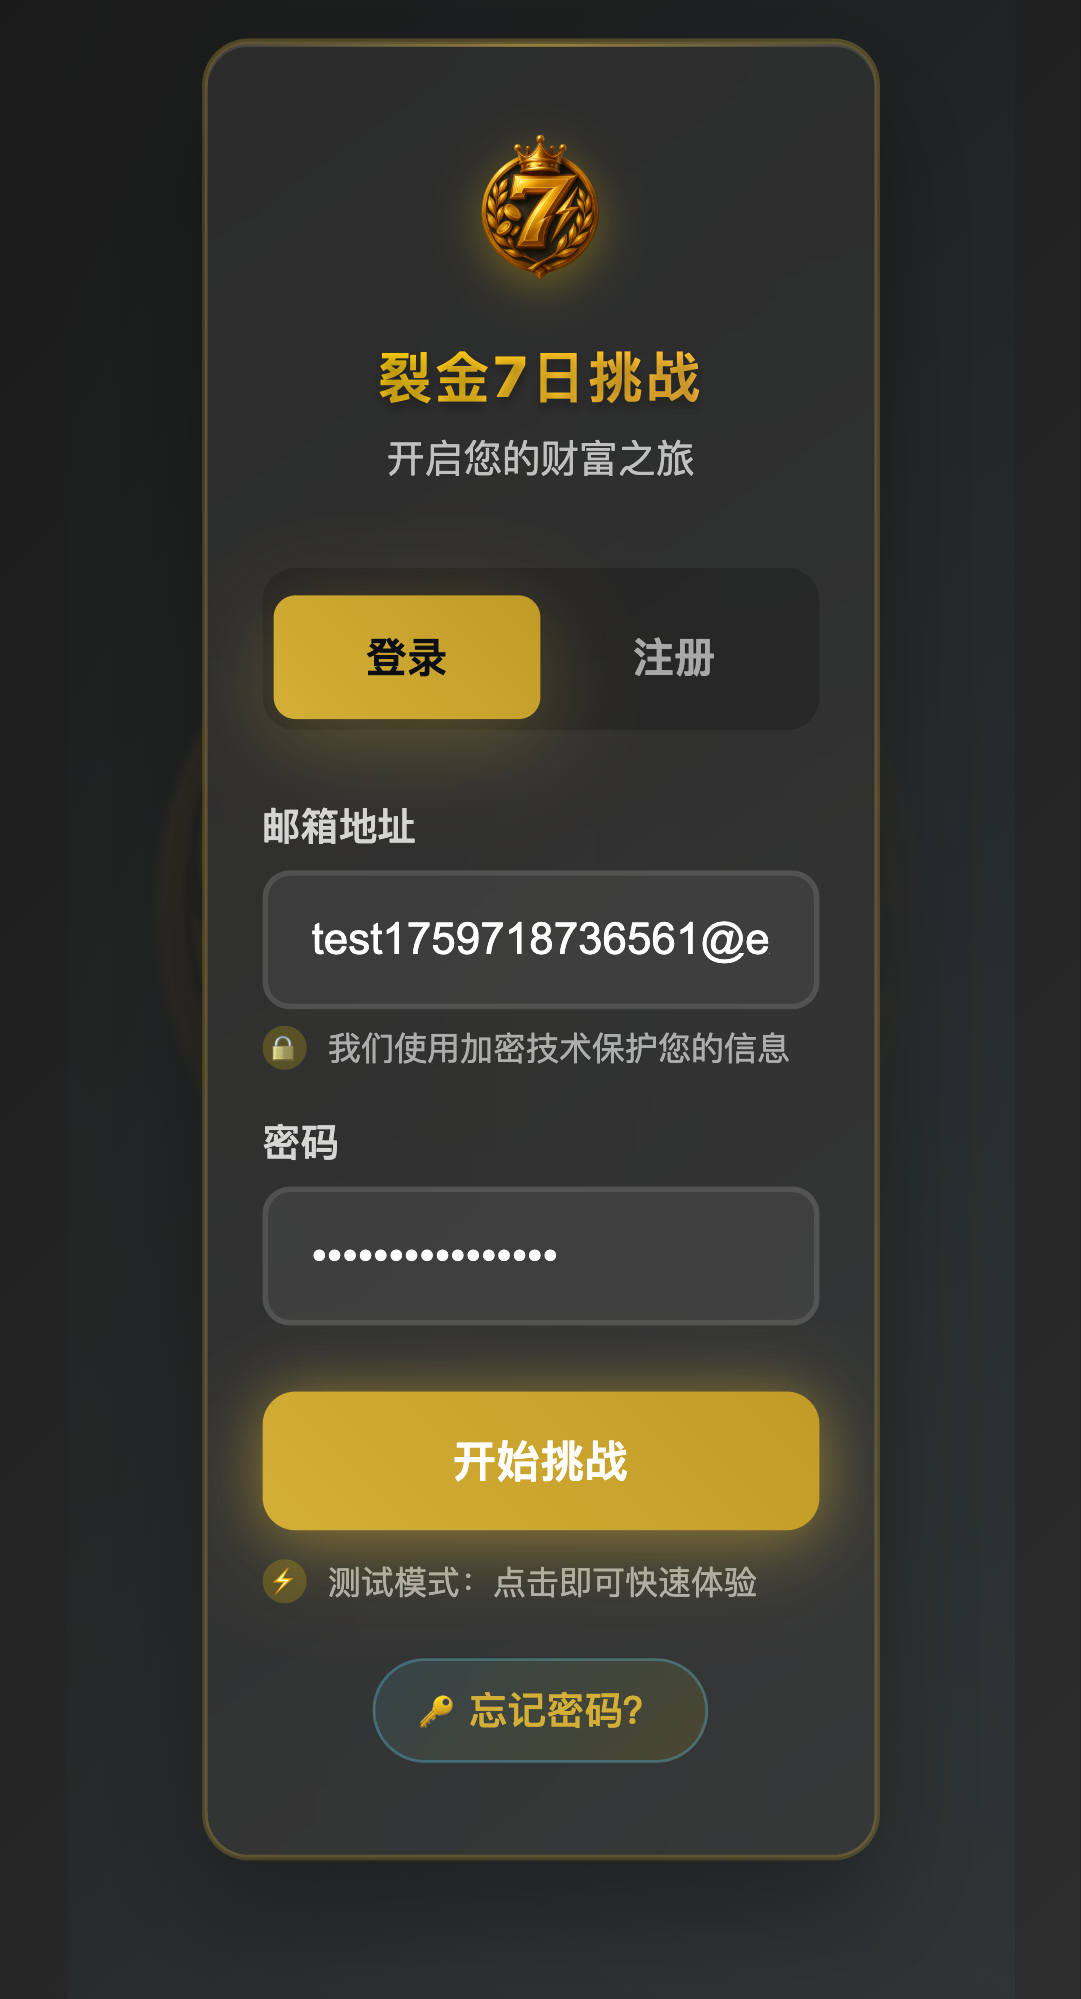 7
裂金7日挑战
开启您的财富之旅
登录
注册
邮箱地址
test1759718736561@e
我们使用加密技术保护您的信息
密码
••••••••••••••••
开始挑战
测试模式：点击即可快速体验
忘记密码？